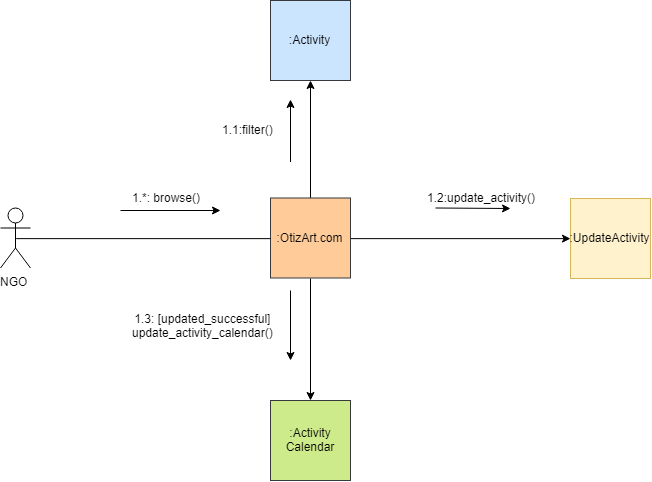 :Activity
1.1:filter()
1.*: browse()
1.2:update_activity()
:OtizArt.com
:UpdateActivity
NGO
1.3: [updated_successful]
update_activity_calendar()
:Activity
Calendar